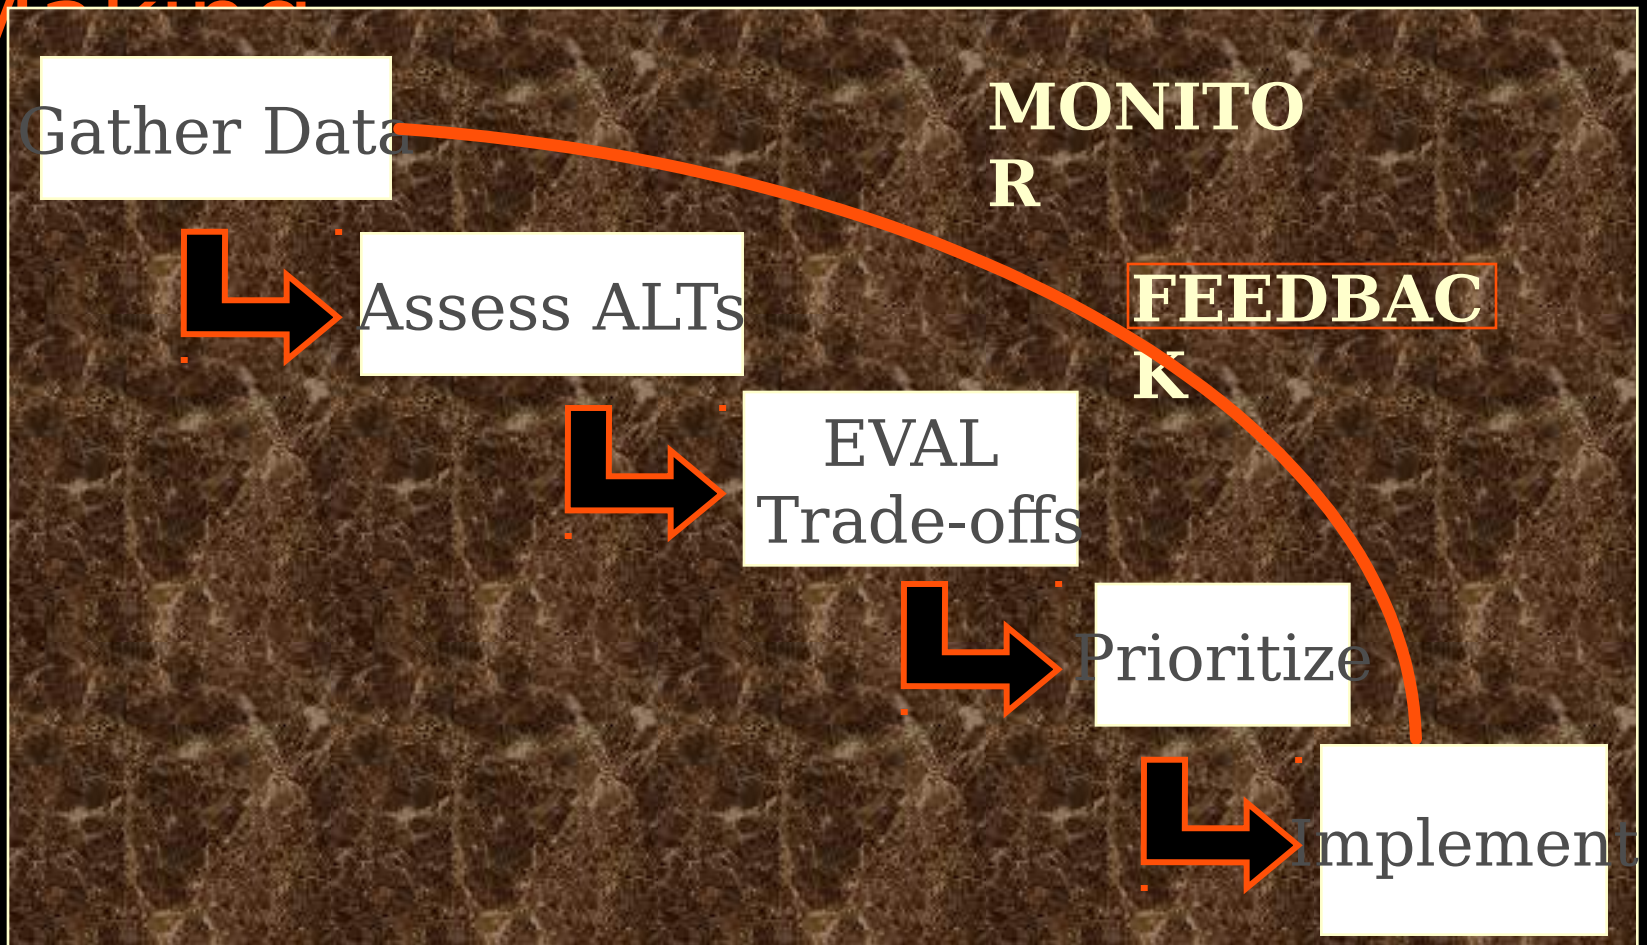 Gather Data
MONITO
R
Assess ALTs
FEEDBAC
K
EVAL
Trade-offs
Prioritize
Implement